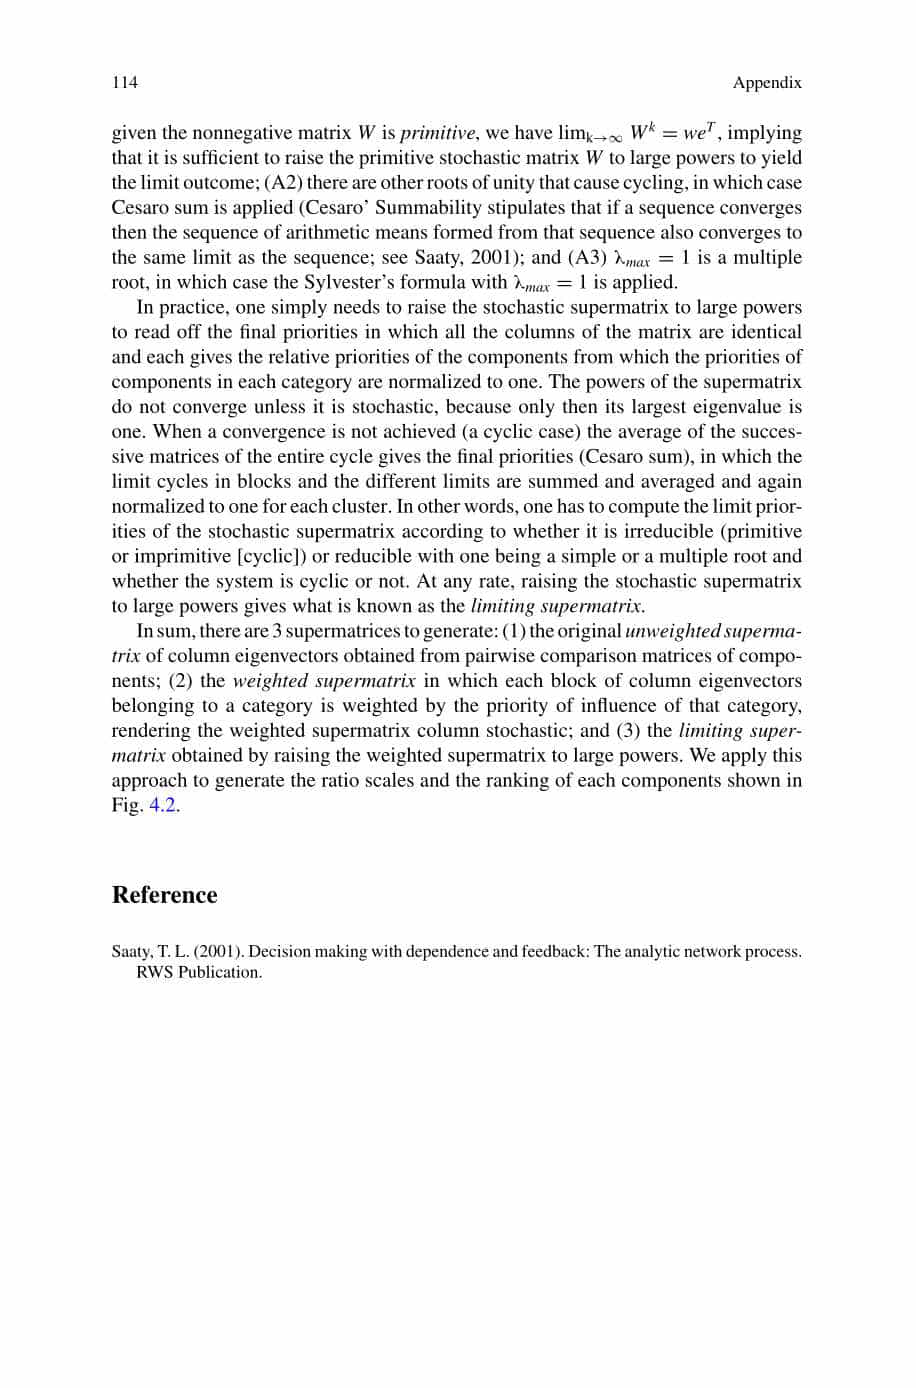 114 Appendix
given the nonnegative matrix W is primitive, we have lim_{k→∞} W^k = we^T, implying
that it is sufficient to raise the primitive stochastic matrix W to large powers to yield
the limit outcome; (A2) there are other roots of unity that cause cycling, in which case
Cesaro sum is applied (Cesaro’ Summability stipulates that if a sequence converges
then the sequence of arithmetic means formed from that sequence also converges to
the same limit as the sequence; see Saaty, 2001); and (A3) λ_max = 1 is a multiple
root, in which case the Sylvester’s formula with λ_max = 1 is applied.
In practice, one simply needs to raise the stochastic supermatrix to large powers
to read off the final priorities in which all the columns of the matrix are identical
and each gives the relative priorities of the components from which the priorities of
components in each category are normalized to one. The powers of the supermatrix
do not converge unless it is stochastic, because only then its largest eigenvalue is
one. When a convergence is not achieved (a cyclic case) the average of the succes-
sive matrices of the entire cycle gives the final priorities (Cesaro sum), in which the
limit cycles in blocks and the different limits are summed and averaged and again
normalized to one for each cluster. In other words, one has to compute the limit prior-
ities of the stochastic supermatrix according to whether it is irreducible (primitive
or imprimitive [cyclic]) or reducible with one being a simple or a multiple root and
whether the system is cyclic or not. At any rate, raising the stochastic supermatrix
to large powers gives what is known as the limiting supermatrix.
In sum, there are 3 supermatrices to generate: (1) the original unweighted superma-
trix of column eigenvectors obtained from pairwise comparison matrices of compo-
nents; (2) the weighted supermatrix in which each block of column eigenvectors
belonging to a category is weighted by the priority of influence of that category,
rendering the weighted supermatrix column stochastic; and (3) the limiting super-
matrix obtained by raising the weighted supermatrix to large powers. We apply this
approach to generate the ratio scales and the ranking of each components shown in
Fig. 4.2.
Reference
Saaty, T. L. (2001). Decision making with dependence and feedback: The analytic network process.
RWS Publication.